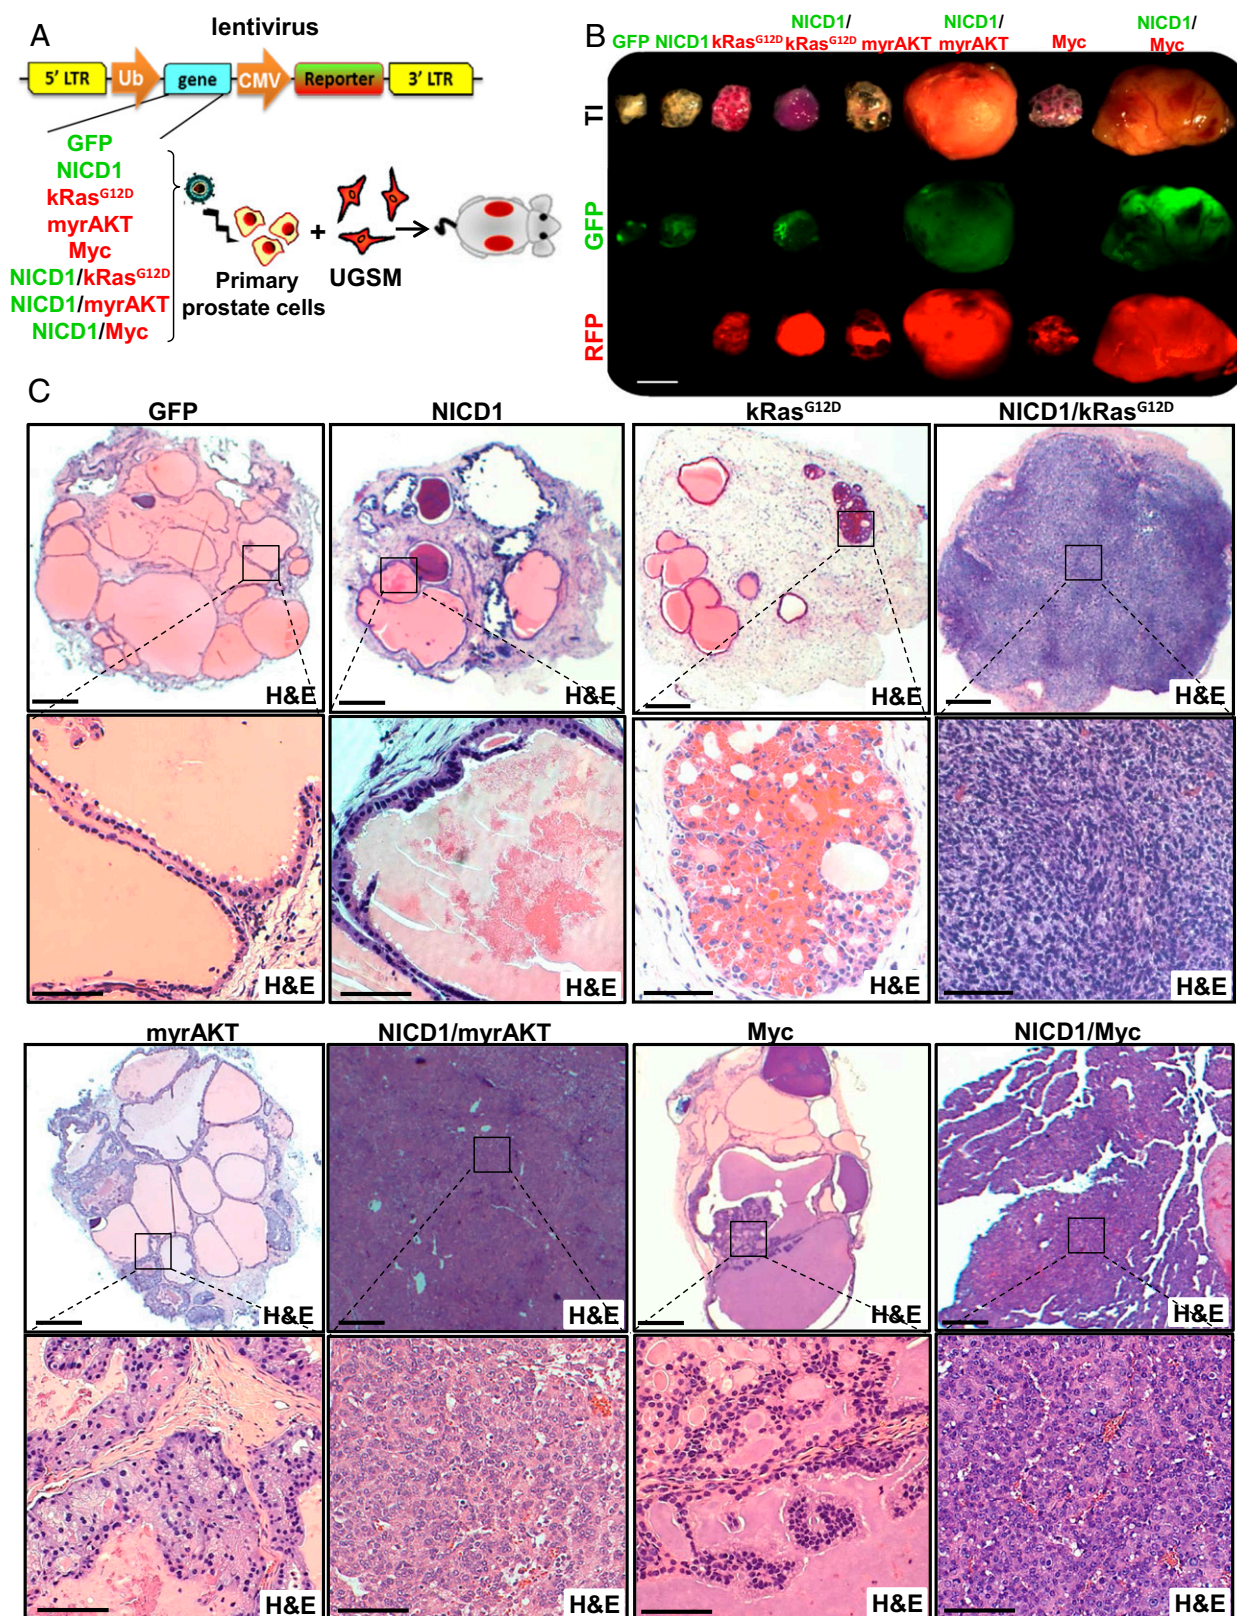 A
lentivirus
5' LTR Ub gene CMV Reporter 3' LTR
GFP
NICD1
kRasG12D
myrAKT
Myc
NICD1/kRasG12D
NICD1/myrAKT
NICD1/Myc
+
Primary
prostate cells
UGSM
B
GFP NICD1 kRasG12D NICD1/ kRasG12D myrAKT NICD1/ myrAKT Myc NICD1/ Myc
TI
GFP
RFP
C
GFP NICD1 kRasG12D NICD1/kRasG12D
H&E H&E H&E H&E
H&E H&E H&E H&E
myrAKT NICD1/myrAKT Myc NICD1/Myc
H&E H&E H&E H&E
H&E H&E H&E H&E